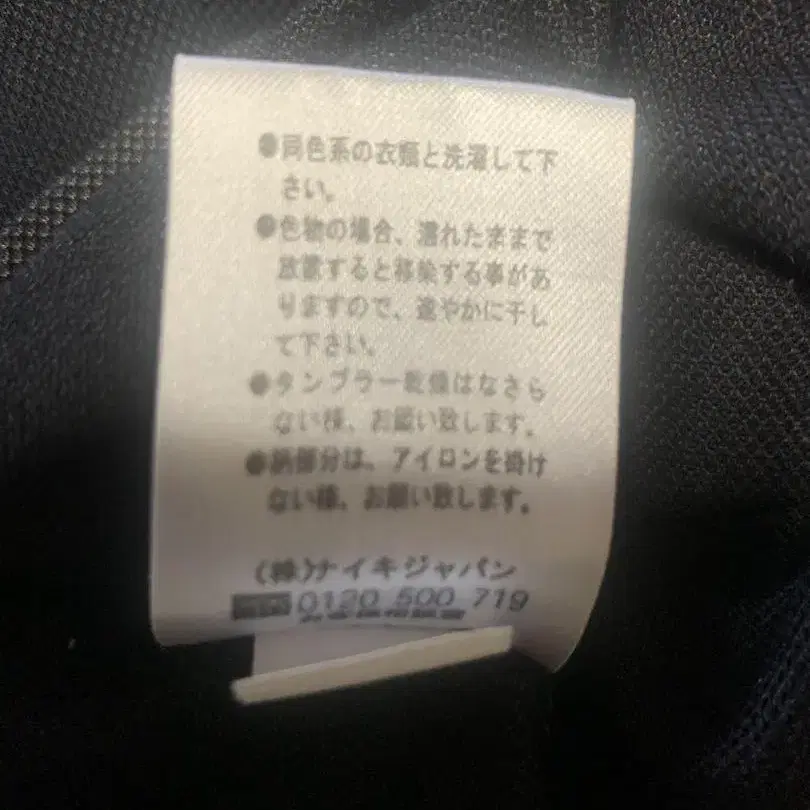 ●同色系の衣類と洗濯して下
さい。
●色物の場合、濡れたままで
放置すると移染する事があ
りますので、速やかに干し
て下さい。
●タンブラー乾燥はなさら
ない様、お願い致します。
●柄部分は、アイロンを掛け
ない様、お願い致します。
(株)ナイキジャパン
0120 500 719